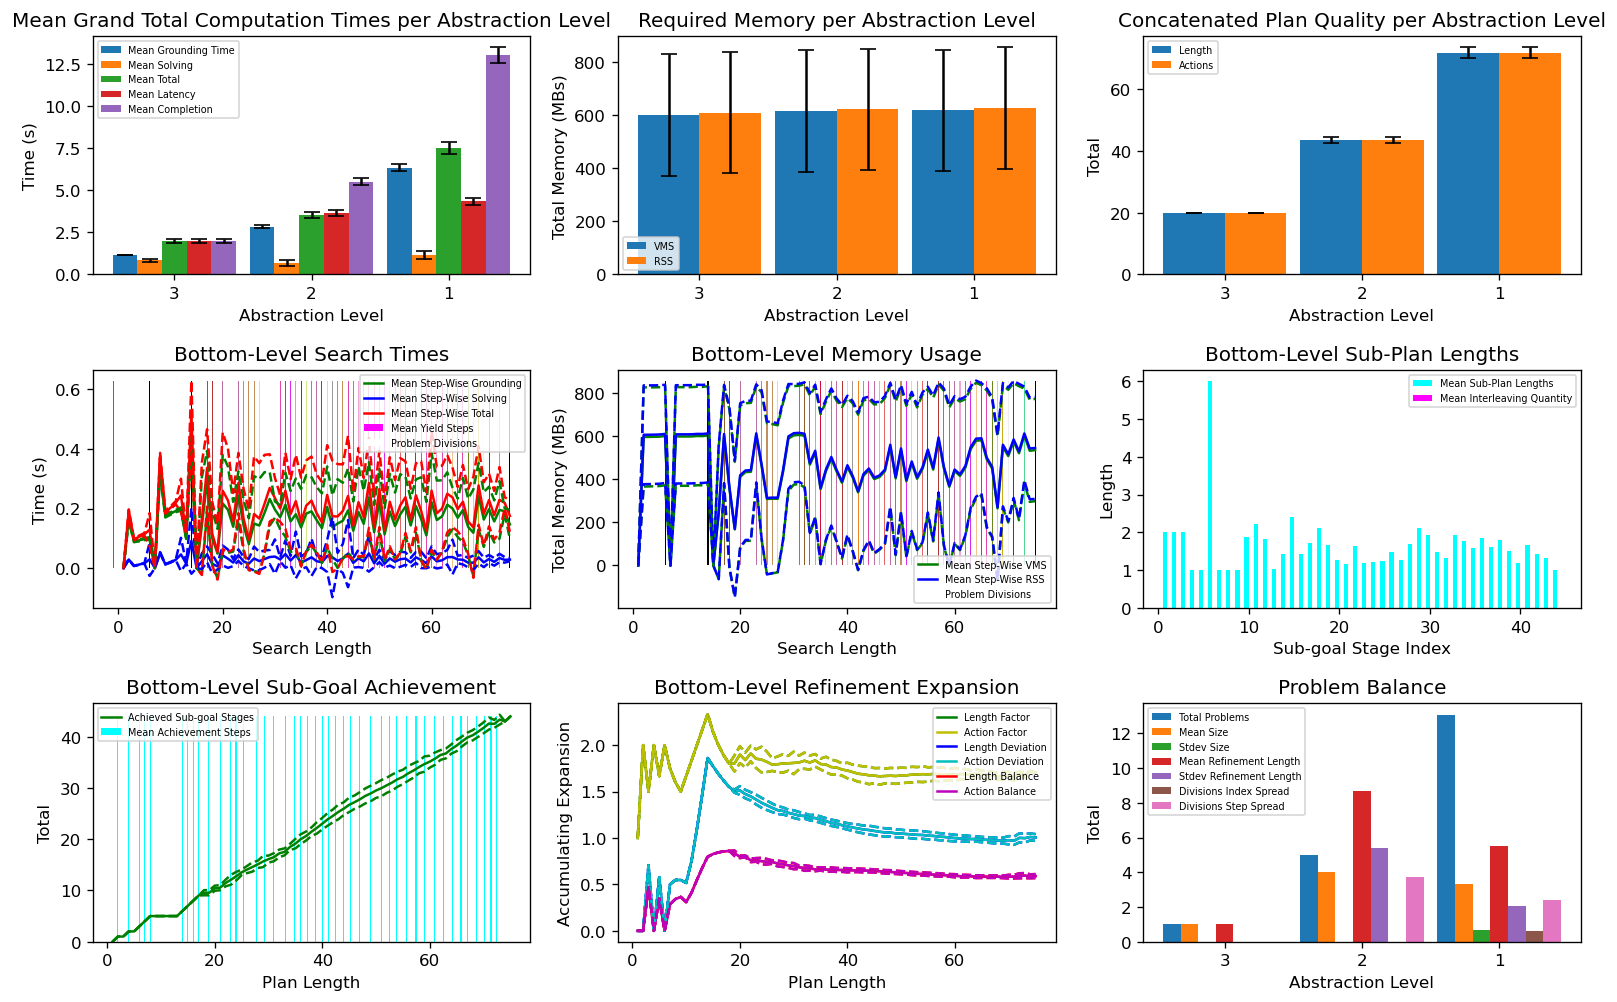 Mean Grand Total Computation Times per Abstraction Level
Time (s)
12.5
10.0
7.5
5.0
2.5
0.0
Mean Grounding Time
Mean Solving
Mean Total
Mean Latency
Mean Completion
3 2 1
Abstraction Level
Required Memory per Abstraction Level
Total Memory (MBs)
800
600
400
200
0
VMS
RSS
3 2 1
Abstraction Level
Concatenated Plan Quality per Abstraction Level
Total
60
40
20
0
Length
Actions
3 2 1
Abstraction Level
Bottom-Level Search Times
Time (s)
0.6
0.4
0.2
0.0
Mean Step-Wise Grounding
Mean Step-Wise Solving
Mean Step-Wise Total
Mean Yield Steps
Problem Divisions
0 20 40 60
Search Length
Bottom-Level Memory Usage
Total Memory (MBs)
800
600
400
200
0
Mean Step-Wise VMS
Mean Step-Wise RSS
Problem Divisions
0 20 40 60
Search Length
Bottom-Level Sub-Plan Lengths
Length
6
5
4
3
2
1
0
Mean Sub-Plan Lengths
Mean Interleaving Quantity
0 10 20 30 40
Sub-goal Stage Index
Bottom-Level Sub-Goal Achievement
Total
40
30
20
10
0
Achieved Sub-goal Stages
Mean Achievement Steps
0 20 40 60
Plan Length
Bottom-Level Refinement Expansion
Accumulating Expansion
2.0
1.5
1.0
0.5
0.0
Length Factor
Action Factor
Length Deviation
Action Deviation
Length Balance
Action Balance
0 20 40 60
Plan Length
Problem Balance
Total
12
10
8
6
4
2
0
Total Problems
Mean Size
Stdev Size
Mean Refinement Length
Stdev Refinement Length
Divisions Index Spread
Divisions Step Spread
3 2 1
Abstraction Level